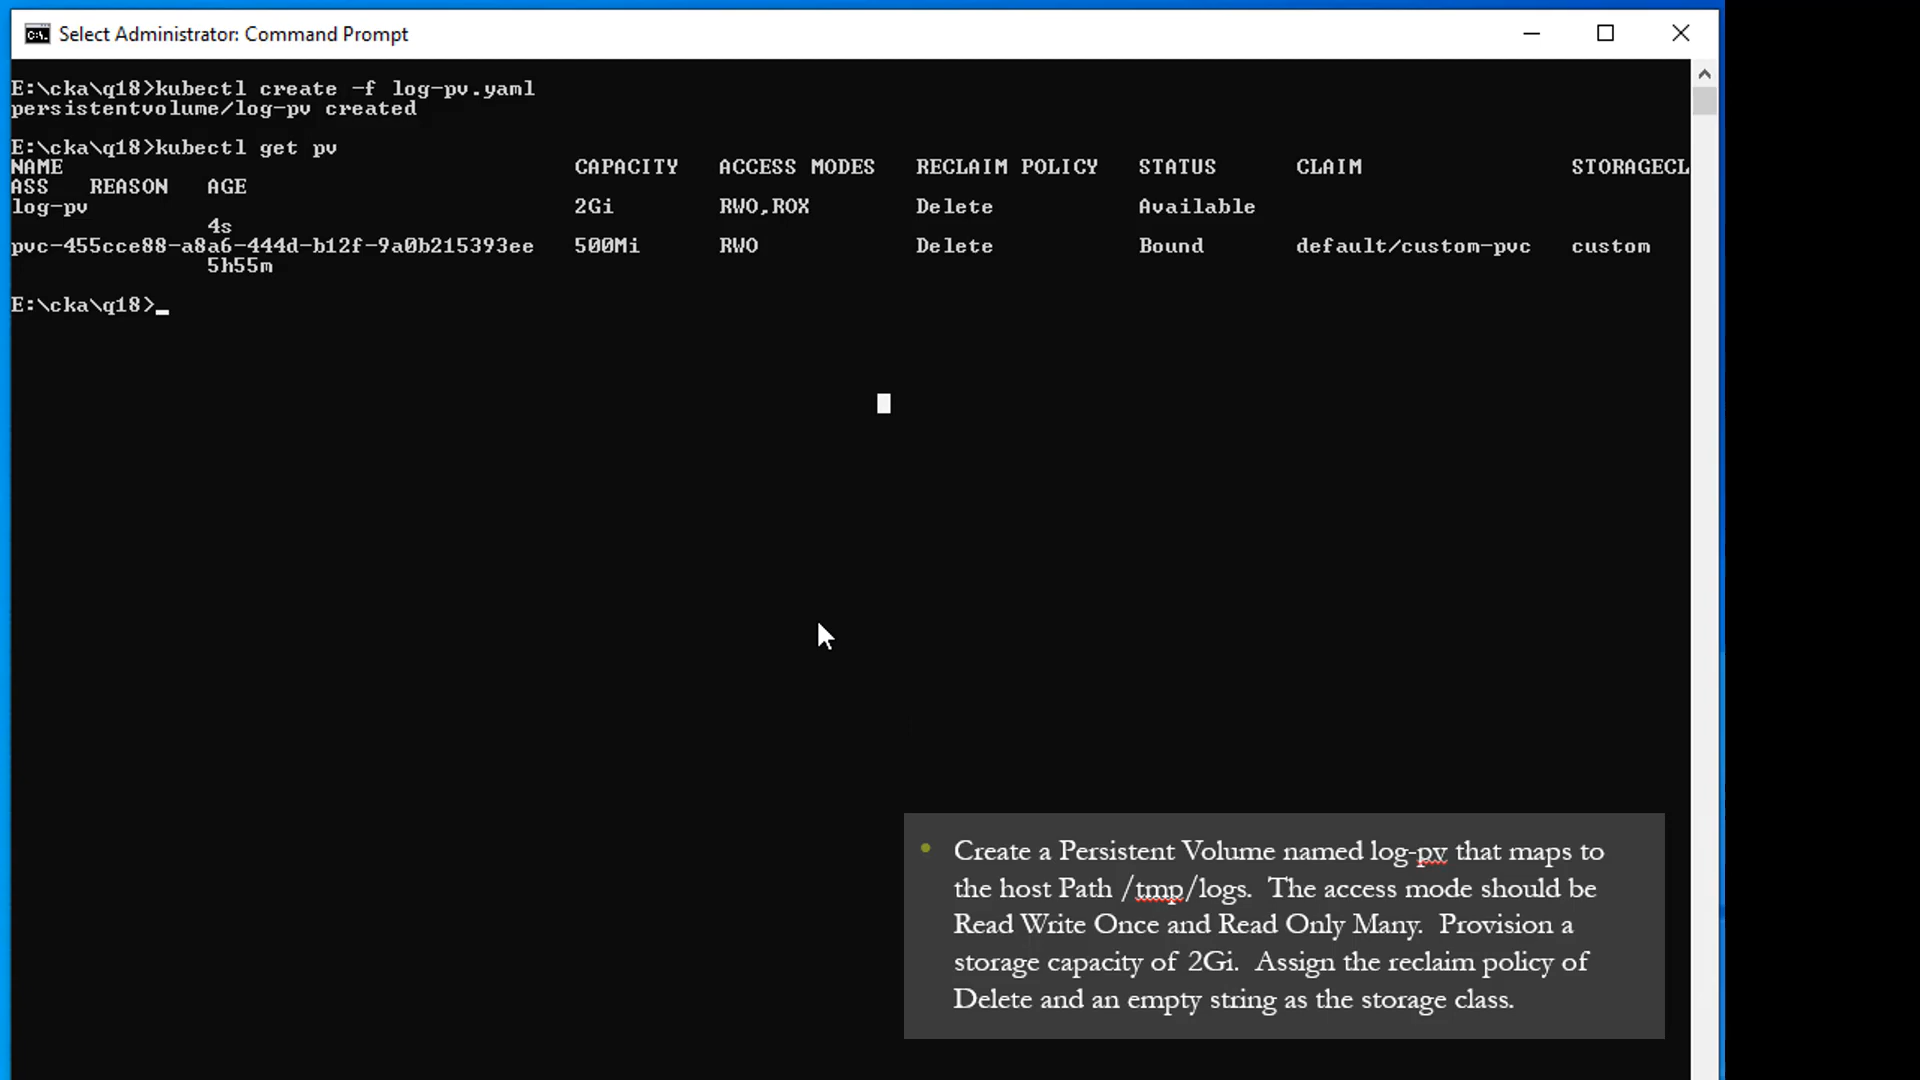 Select Administrator: Command Prompt
E:\cka\q18>kubectl create -f log-pv.yaml
persistentvolume/log-pv created
E:\cka\q18>kubectl get pv
NAME CAPACITY ACCESS MODES RECLAIM POLICY STATUS CLAIM STORAGECL
ASS REASON AGE
log-pv 2Gi RWO,ROX Delete Available
4s
pvc-455cce88-a8a6-444d-b12f-9a0b215393ee 500Mi RWO Delete Bound default/custom-pvc custom
5h55m
E:\cka\q18>
• Create a Persistent Volume named log-pv that maps to
the host Path /tmp/logs. The access mode should be
Read Write Once and Read Only Many. Provision a
storage capacity of 2Gi. Assign the reclaim policy of
Delete and an empty string as the storage class.